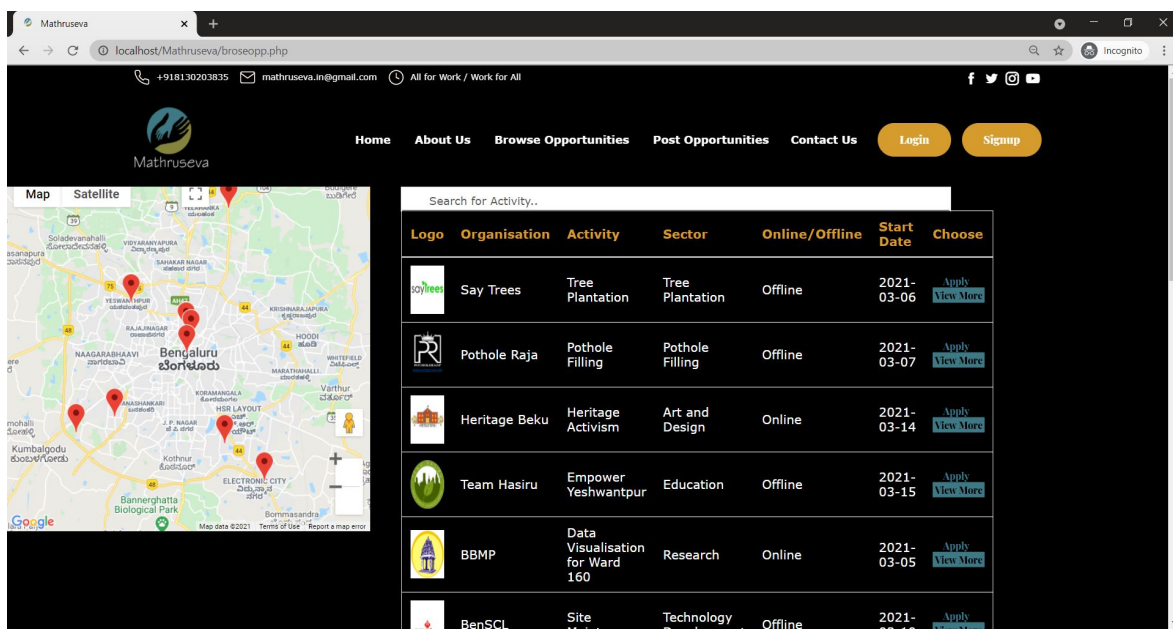 Mathruseva
localhost/Mathruseva/broseopp.php
Incognito
+918130203835 mathruseva.in@gmail.com All for Work / Work for All
Mathruseva
Home About Us Browse Opportunities Post Opportunities Contact Us Login Signup
Map Satellite
Soladevanahalli
VIDYARANYAPURA
SAHAKAR NAGAR
YESWANTHPUR
KRISHNARAJAPURA
RAJAJINAGAR
HOODI
NAAGARABHAAVI
Bengaluru
ಬೆಂಗಳೂರು
WHITEFIELD
MARATHAHALLI
Varthur
KORAMANGALA
HSR LAYOUT
J. P. NAGAR
Kumbalgodu
Kothnur
ELECTRONIC CITY
Bannerghatta
Biological Park
Bommasandra
Google
Map data ©2021 Terms of Use Report a map error
Search for Activity..
Logo Organisation Activity Sector Online/Offline Start Date Choose
saytrees Say Trees Tree Plantation Tree Plantation Offline 2021-03-06 Apply View More
Pothole Raja Pothole Filling Pothole Filling Offline 2021-03-07 Apply View More
Heritage Beku Heritage Activism Art and Design Online 2021-03-14 Apply View More
Team Hasiru Empower Yeshwantpur Education Offline 2021-03-15 Apply View More
BBMP Data Visualisation for Ward 160 Research Online 2021-03-05 Apply View More
BenSCL Site Technology Offline 2021- Apply